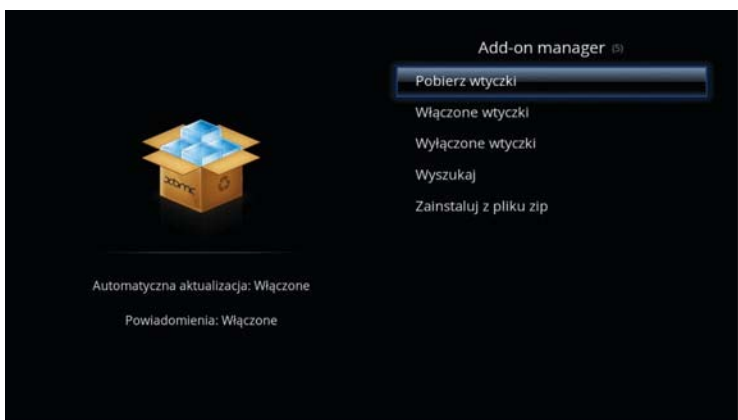 Add-on manager (5)
Pobierz wtyczki
Włączone wtyczki
Wyłączone wtyczki
Wyszukaj
Zainstaluj z pliku zip
xbmc
Automatyczna aktualizacja: Włączone
Powiadomienia: Włączone